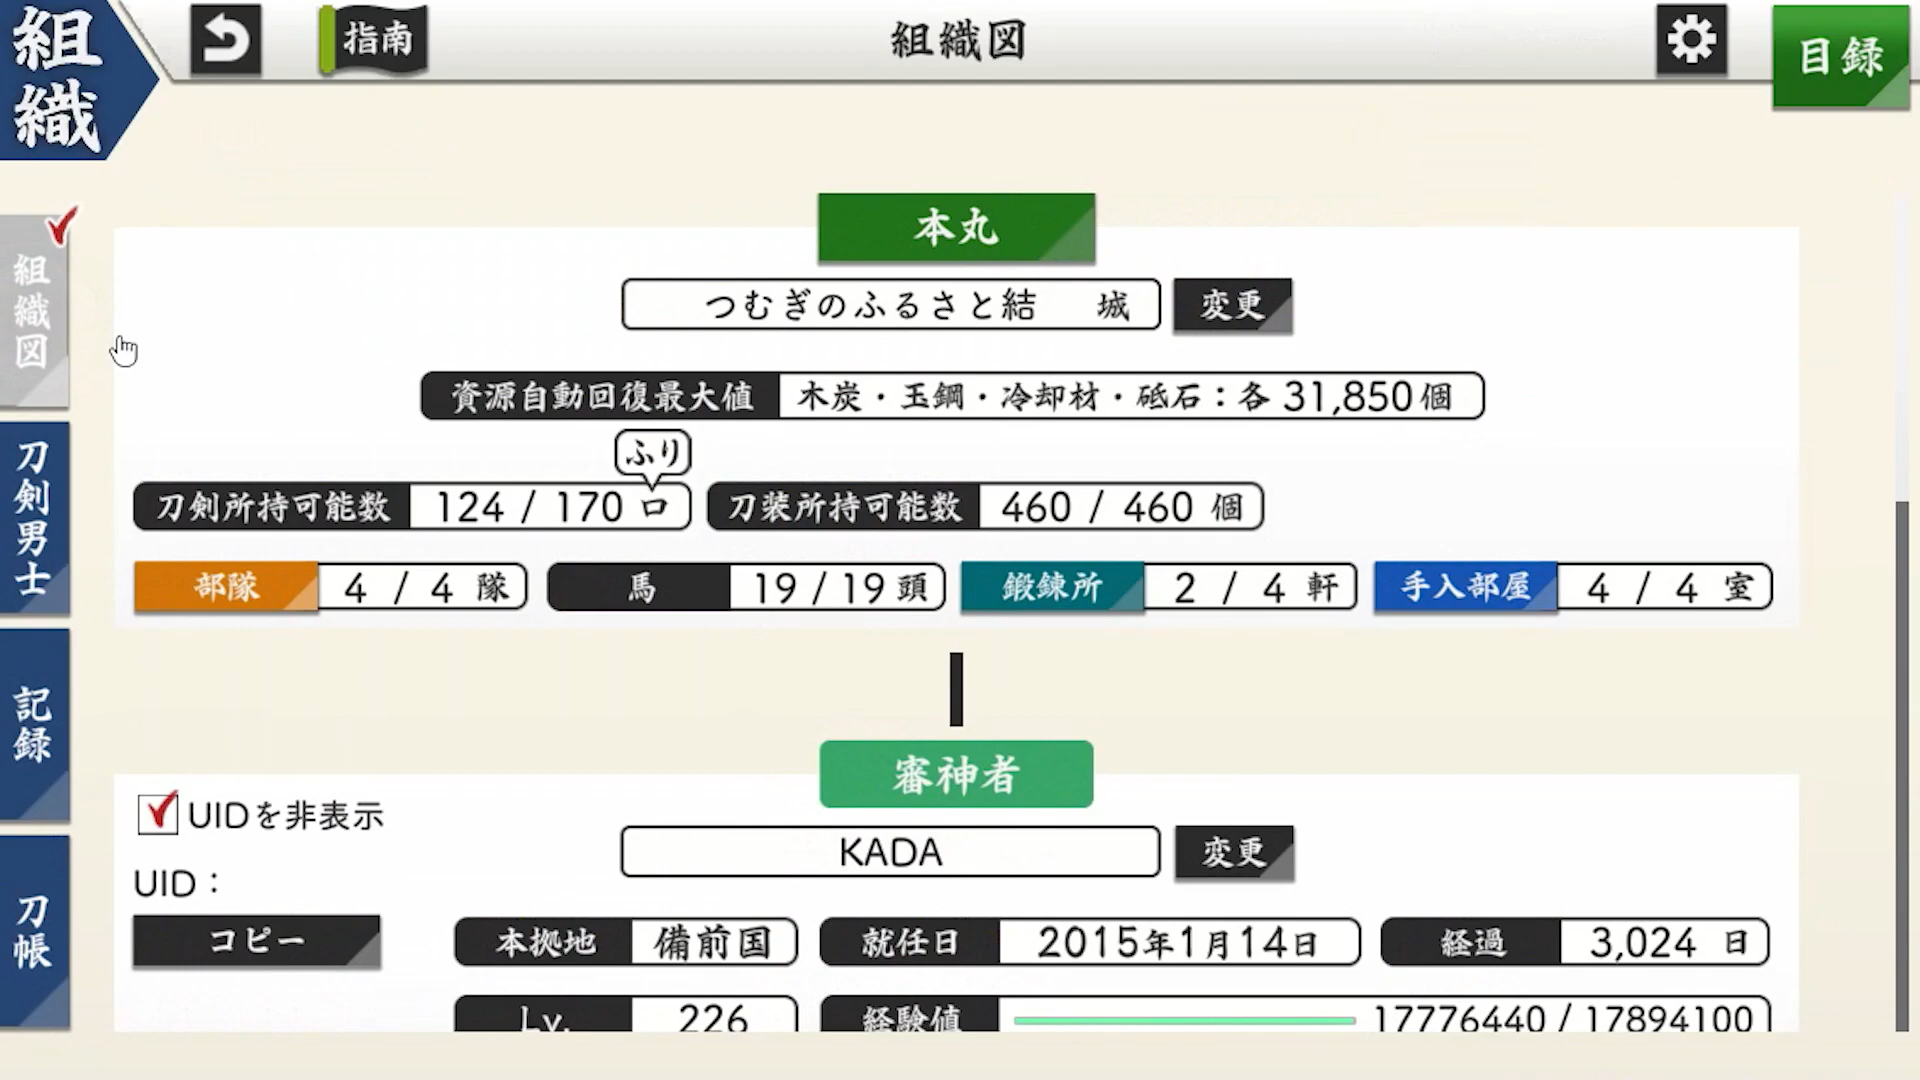 組織
指南
組織図
目録
組織図
刀剣男士
記録
刀帳
本丸
つむぎのふるさと結 城 変更
資源自動回復最大値 木炭・玉鋼・冷却材・砥石：各 31,850個
ふり
刀剣所持可能数 124 / 170 口 刀装所持可能数 460 / 460 個
部隊 4 / 4 隊 馬 19 / 19 頭 鍛錬所 2 / 4 軒 手入部屋 4 / 4 室
審神者
UIDを非表示
KADA 変更
UID：
コピー
本拠地 備前国 就任日 2015年1月14日 経過 3,024 日
Lv. 226 経験値 17776440 / 17894100